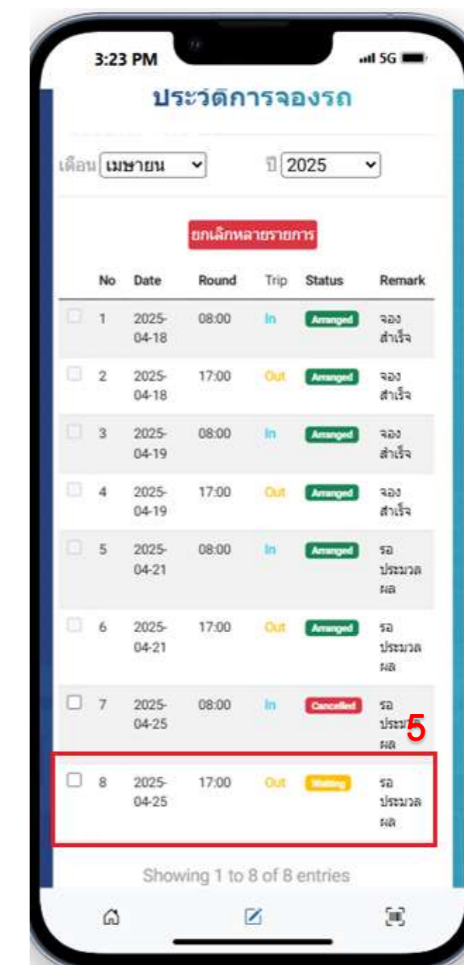 3:23 PM 5G
ประวัติการจองรถ
เดือน เมษายน ปี 2025
ยกเลิกหลายรายการ
No Date Round Trip Status Remark
1 2025- 08:00 In Arranged จอง
04-18 สำเร็จ
2 2025- 17:00 Out Arranged จอง
04-18 สำเร็จ
3 2025- 08:00 In Arranged จอง
04-19 สำเร็จ
4 2025- 17:00 Out Arranged จอง
04-19 สำเร็จ
5 2025- 08:00 In Arranged รอ
04-21 ประมวล
ผล
6 2025- 17:00 Out Arranged รอ
04-21 ประมวล
ผล
7 2025- 08:00 In Cancelled รอ
04-25 ประมวล
ผล
5
8 2025- 17:00 Out Waiting รอ
04-25 ประมวล
ผล
Showing 1 to 8 of 8 entries